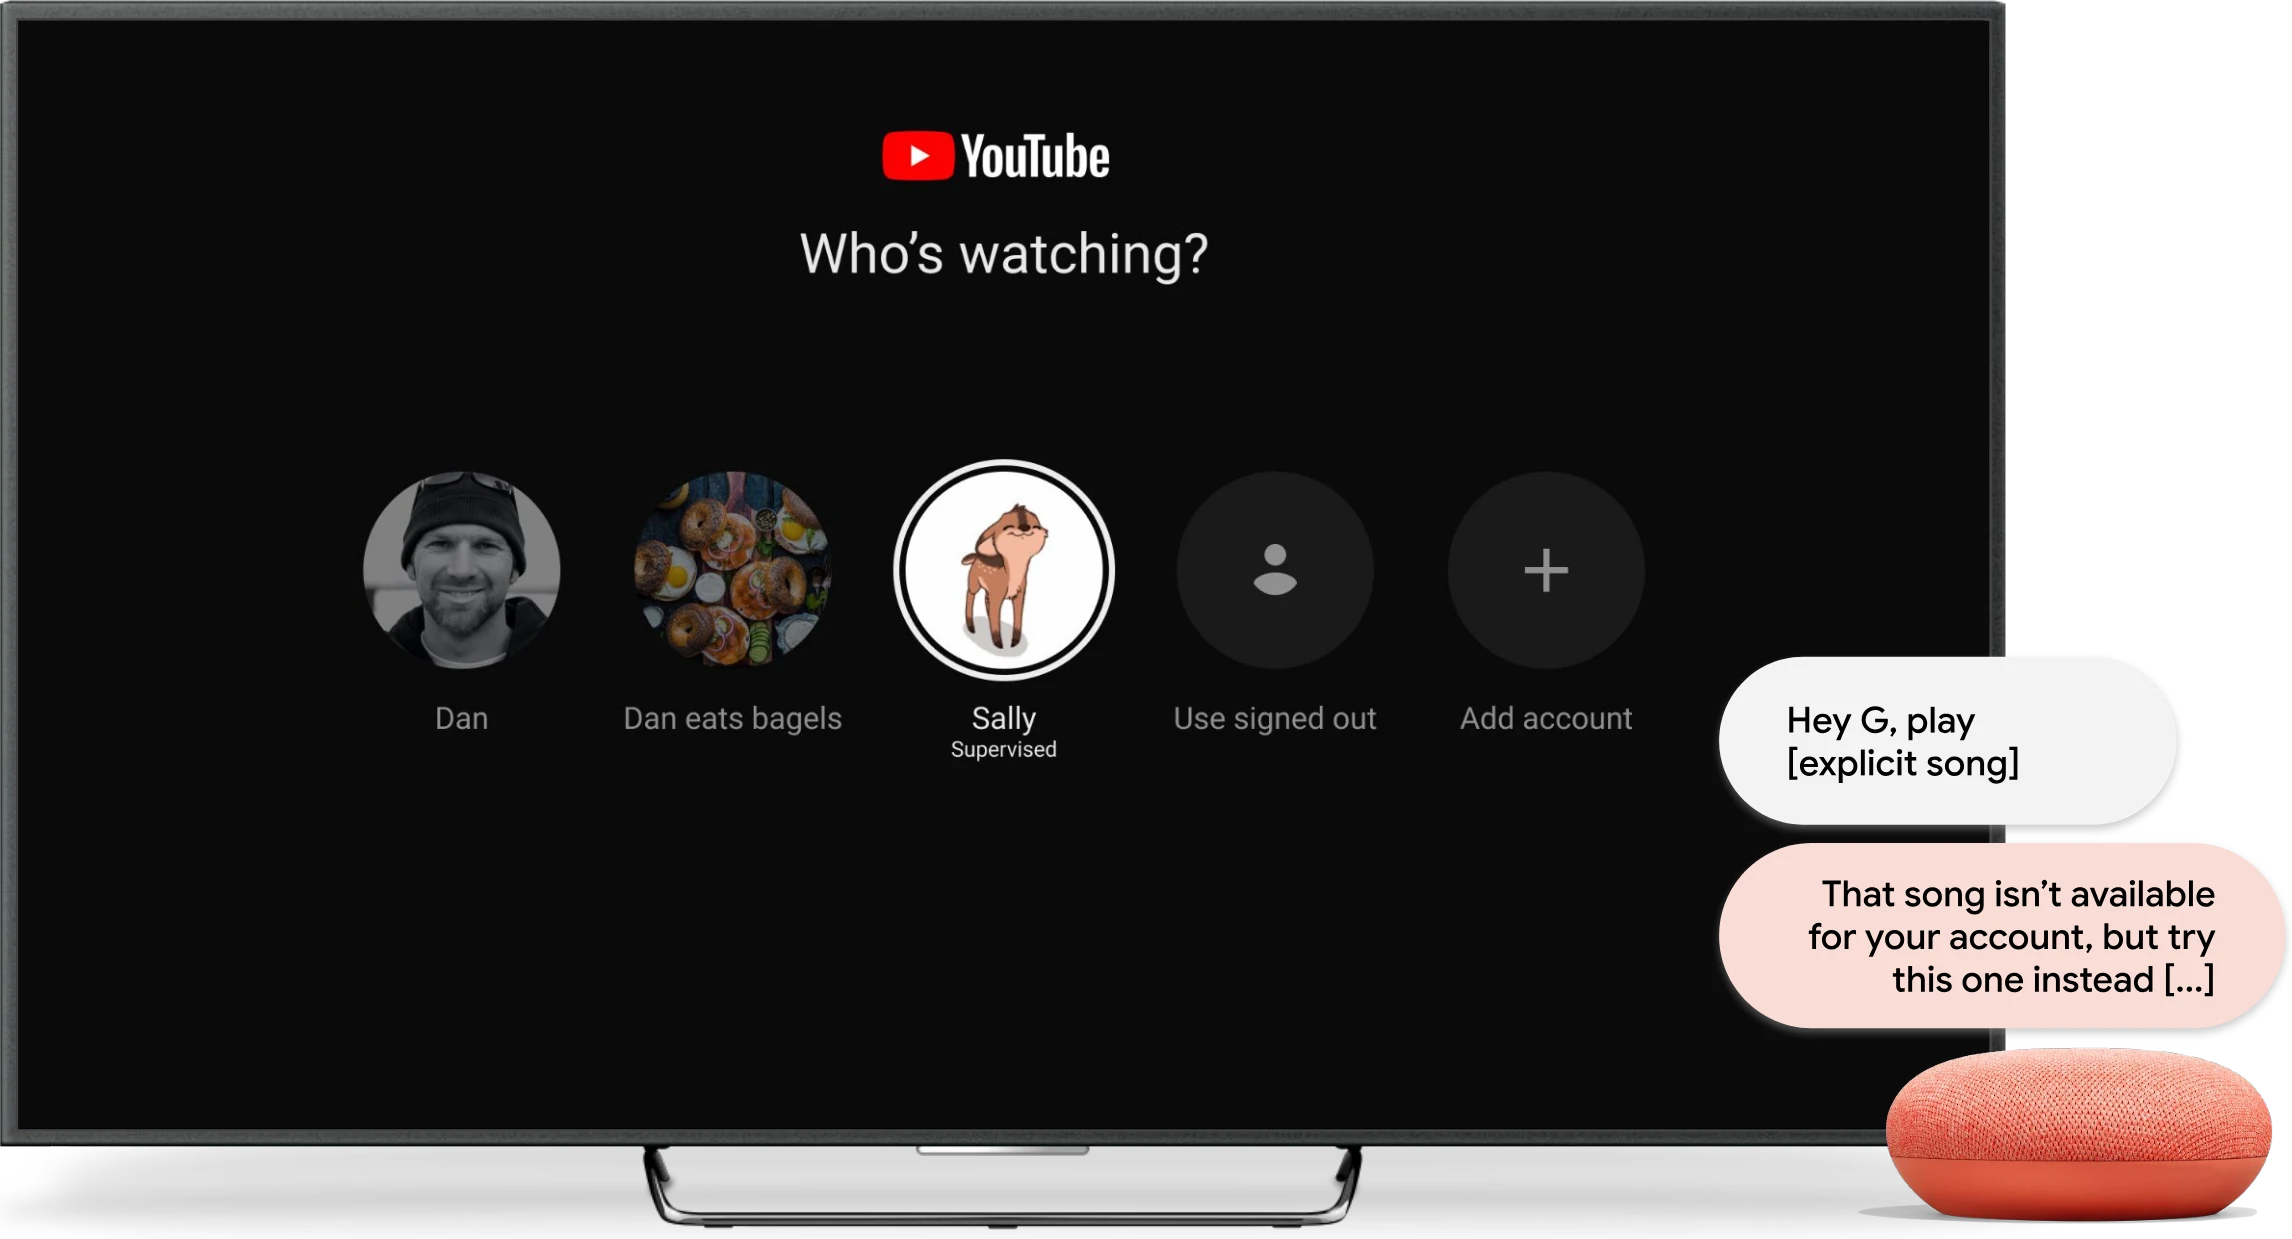 YouTube
Who’s watching?
Dan
Dan eats bagels
Sally
Supervised
Use signed out
Add account
Hey G, play
[explicit song]
That song isn’t available
for your account, but try
this one instead [...]